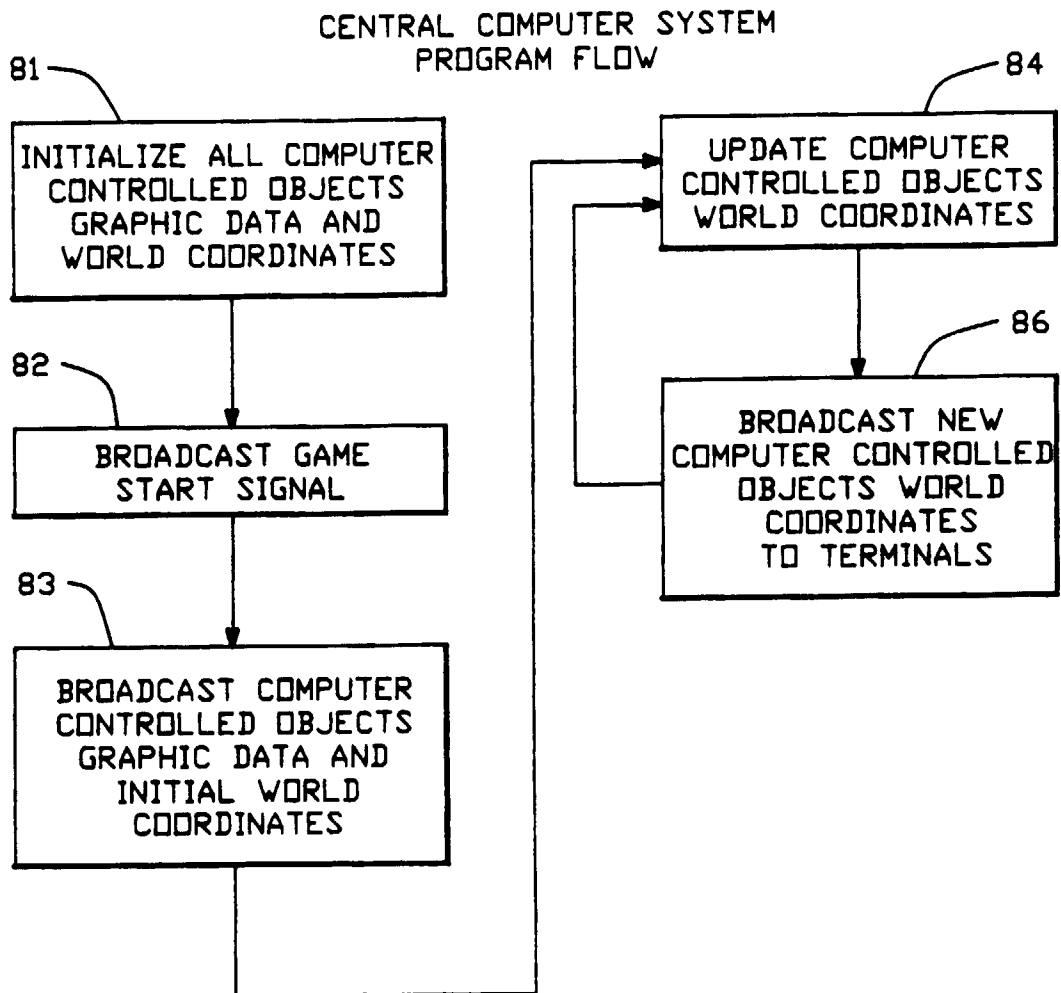 CENTRAL COMPUTER SYSTEM
PROGRAM FLOW
81
INITIALIZE ALL COMPUTER
CONTROLLED OBJECTS
GRAPHIC DATA AND
WORLD COORDINATES
82
BROADCAST GAME
START SIGNAL
83
BROADCAST COMPUTER
CONTROLLED OBJECTS
GRAPHIC DATA AND
INITIAL WORLD
COORDINATES
84
UPDATE COMPUTER
CONTROLLED OBJECTS
WORLD COORDINATES
86
BROADCAST NEW
COMPUTER CONTROLLED
OBJECTS WORLD
COORDINATES
TO TERMINALS